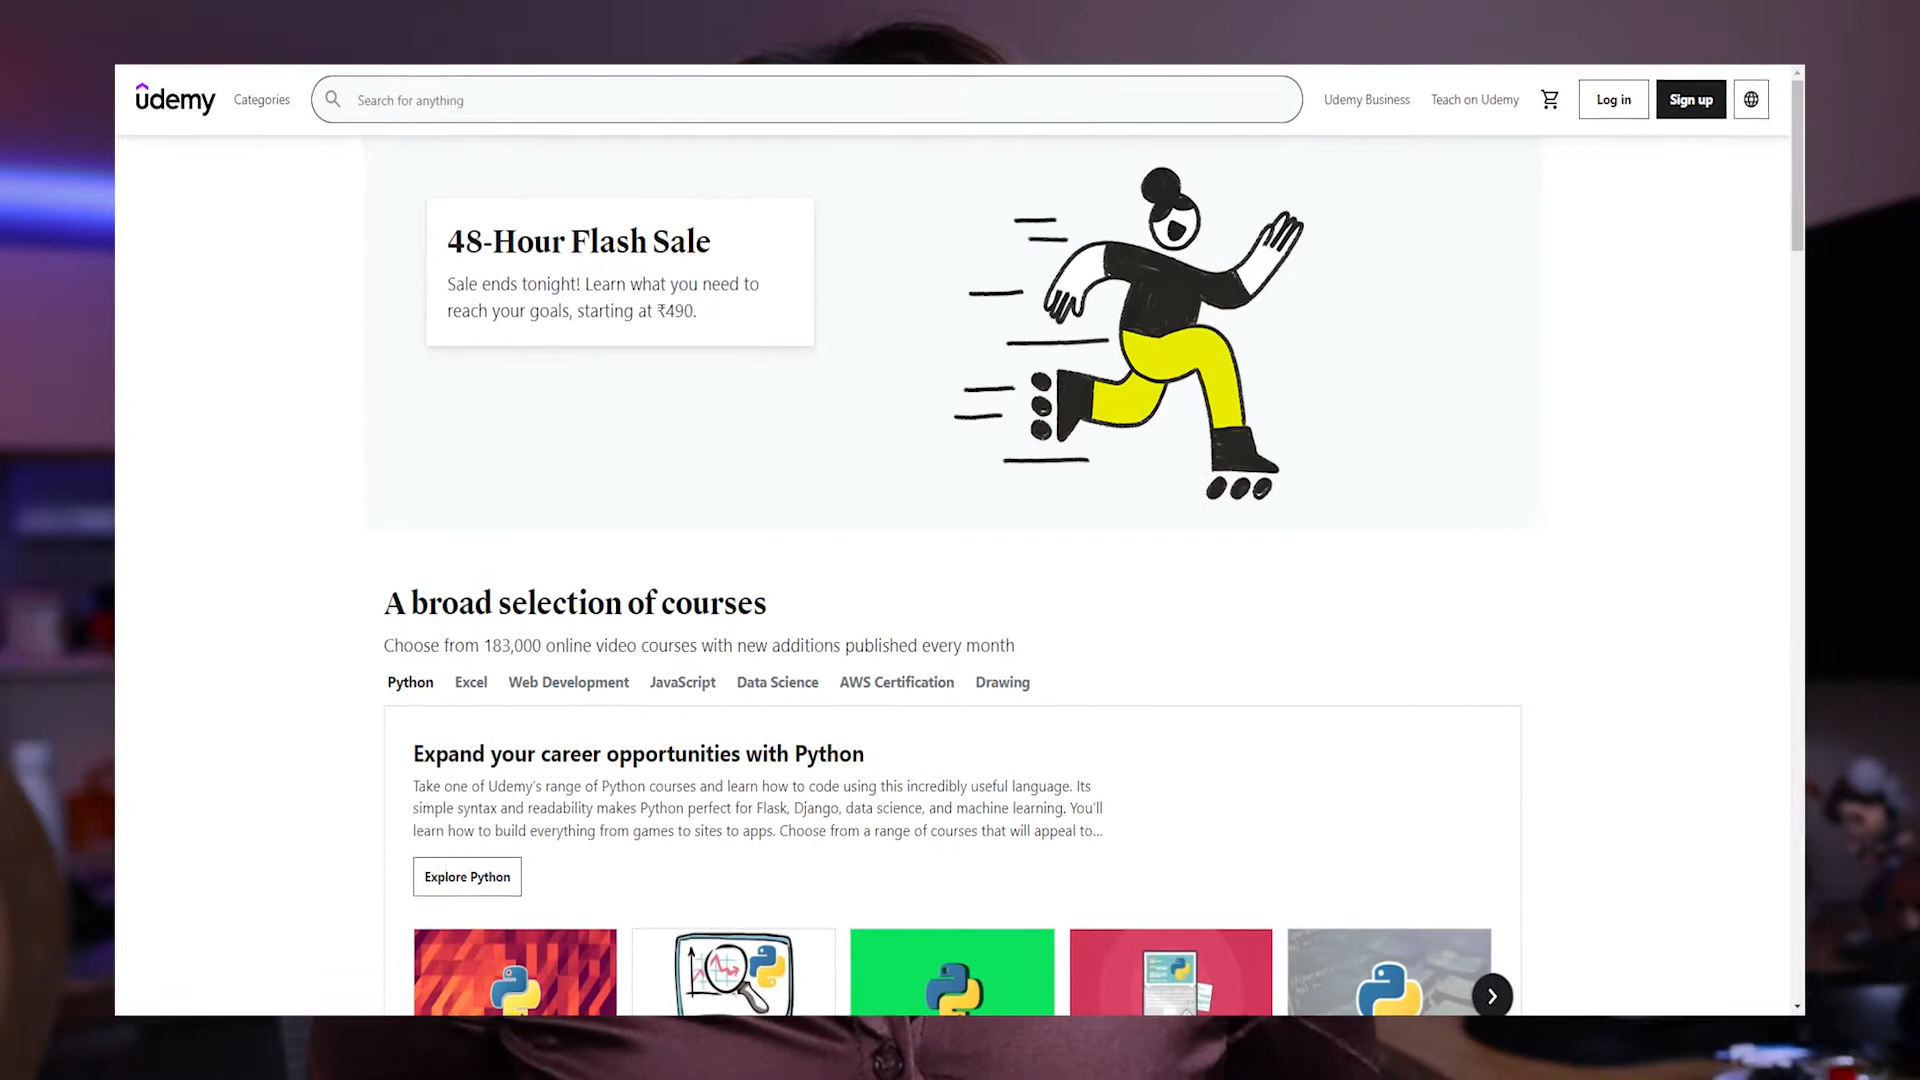 udemy
Categories
Search for anything
Udemy Business
Teach on Udemy
Log in
Sign up
48-Hour Flash Sale
Sale ends tonight! Learn what you need to
reach your goals, starting at ₹490.
A broad selection of courses
Choose from 183,000 online video courses with new additions published every month
Python
Excel
Web Development
JavaScript
Data Science
AWS Certification
Drawing
Expand your career opportunities with Python
Take one of Udemy's range of Python courses and learn how to code using this incredibly useful language. Its
simple syntax and readability makes Python perfect for Flask, Django, data science, and machine learning. You'll
learn how to build everything from games to sites to apps. Choose from a range of courses that will appeal to...
Explore Python